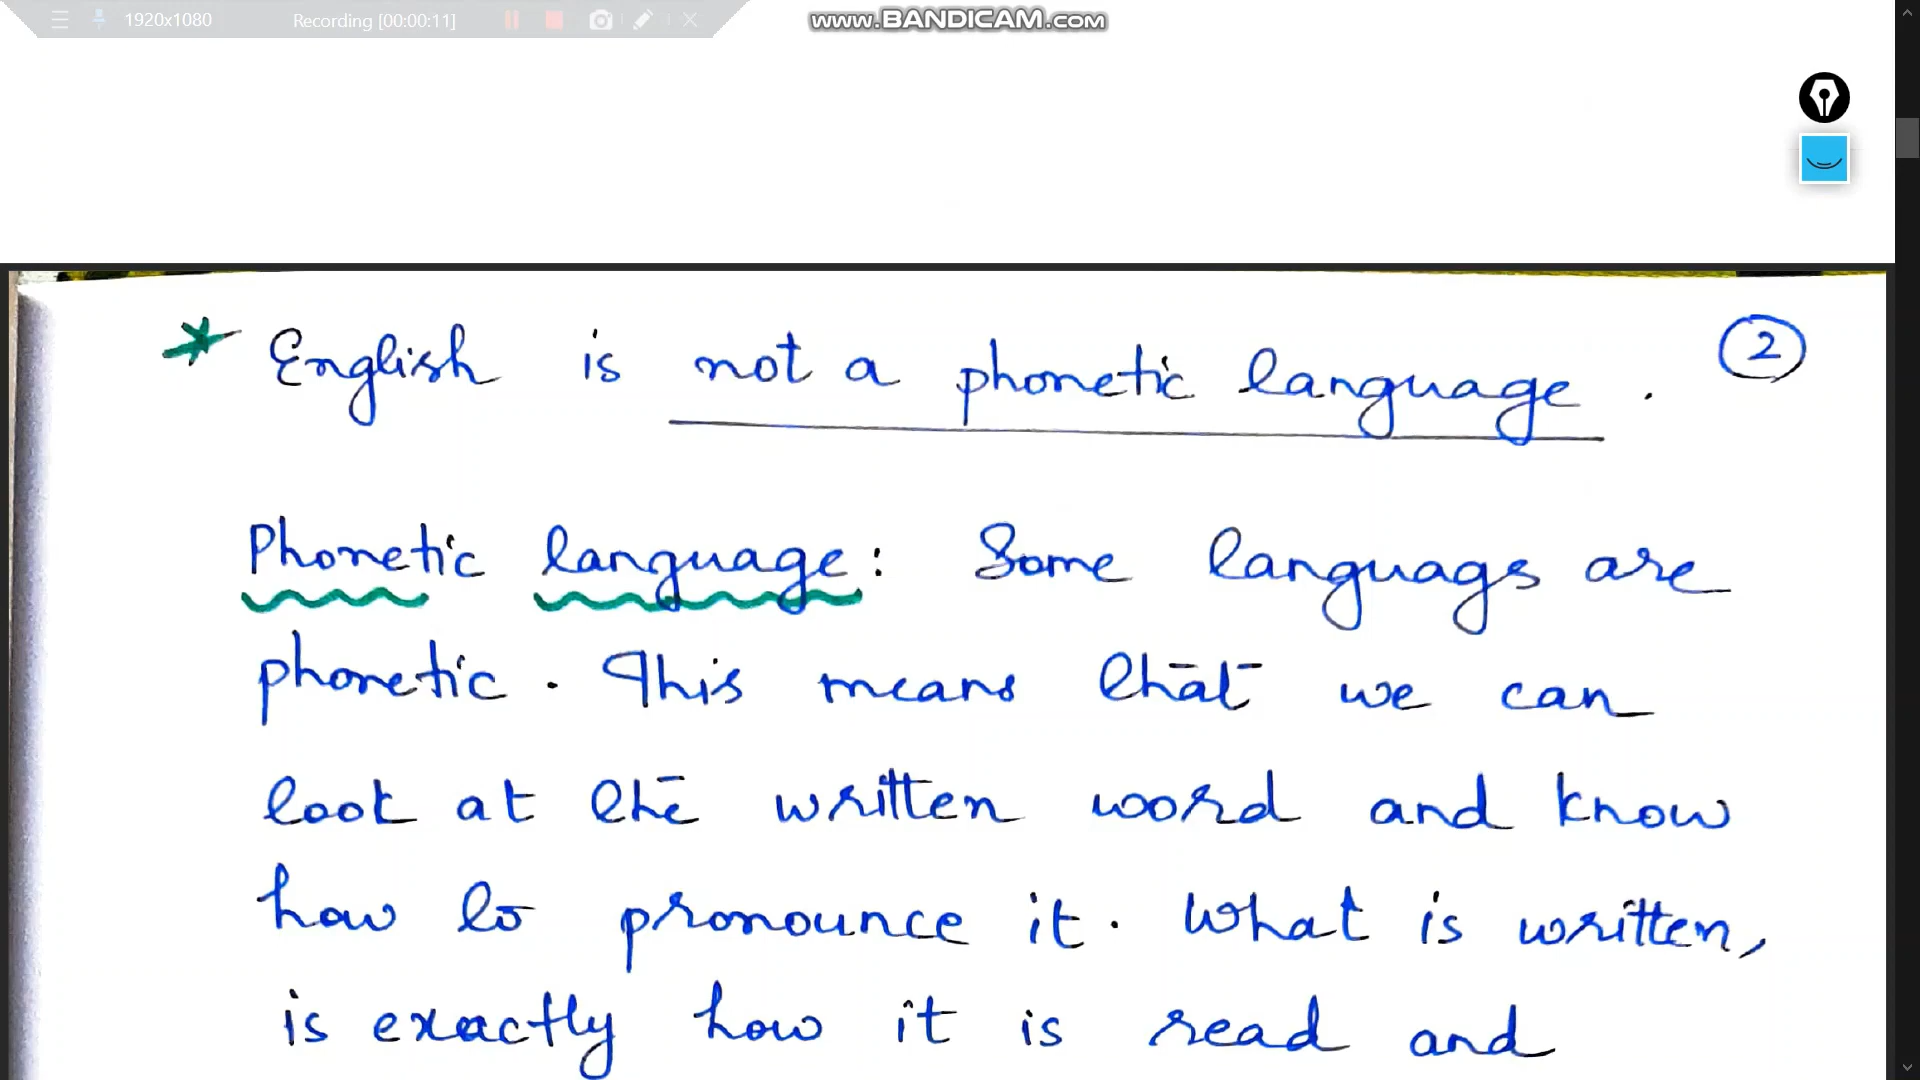 1920x1080 Recording [00:00:11] www.BANDICAM.com
* English is not a phonetic language . 2
Phonetic language : Some languags are
phonetic . This means that we can
look at the written word and know
how to pronounce it . What is written,
is exactly how it is read and